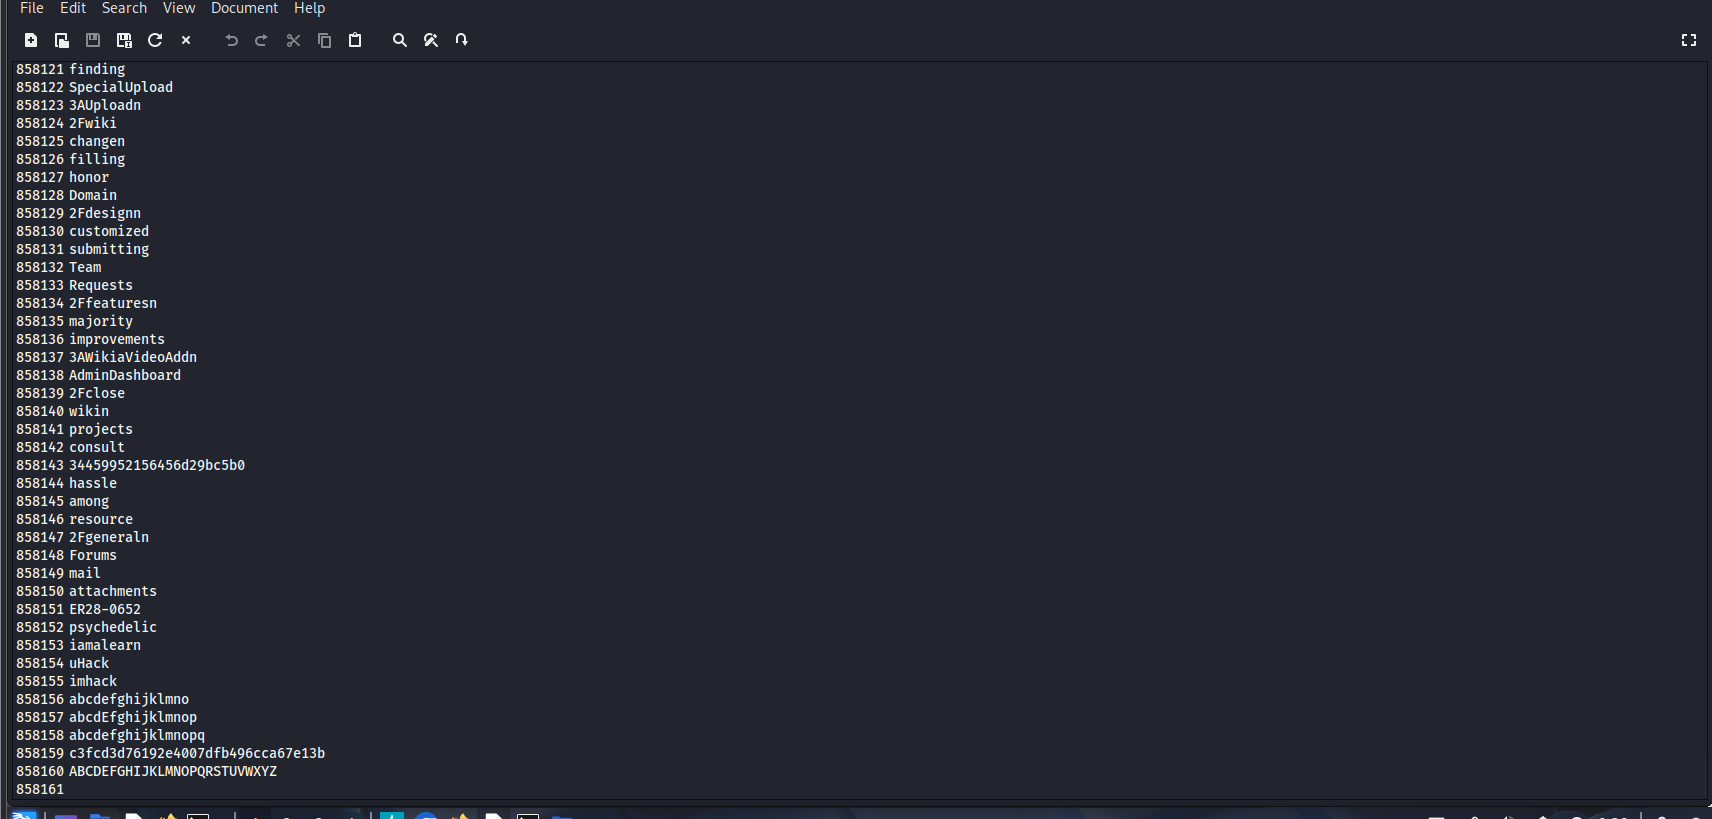 File Edit Search View Document Help
858121 finding
858122 SpecialUpload
858123 3AUploadn
858124 2Fwiki
858125 changen
858126 filling
858127 honor
858128 Domain
858129 2Fdesignn
858130 customized
858131 submitting
858132 Team
858133 Requests
858134 2Ffeaturesn
858135 majority
858136 improvements
858137 3AWikiaVideoAddn
858138 AdminDashboard
858139 2Fclose
858140 wikin
858141 projects
858142 consult
858143 34459952156456d29bc5b0
858144 hassle
858145 among
858146 resource
858147 2Fgeneraln
858148 Forums
858149 mail
858150 attachments
858151 ER28-0652
858152 psychedelic
858153 iamalearn
858154 uHack
858155 imhack
858156 abcdefghijklmno
858157 abcdEfghijklmnop
858158 abcdefghijklmnopq
858159 c3fcd3d76192e4007dfb496cca67e13b
858160 ABCDEFGHIJKLMNOPQRSTUVWXYZ
858161